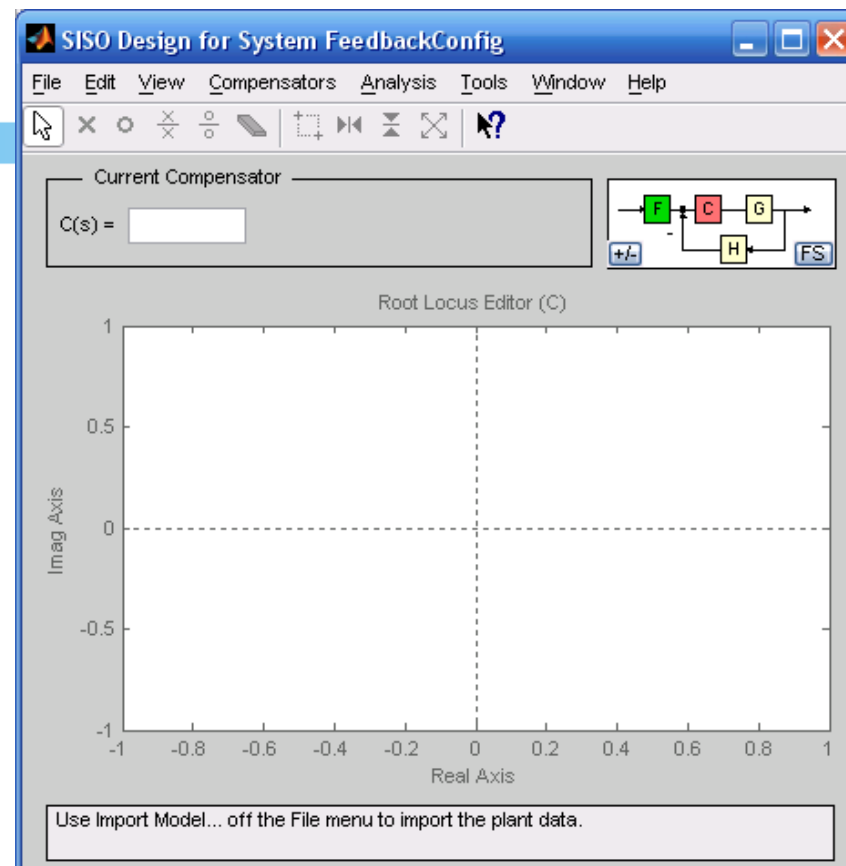 SISO Design for System FeedbackConfig
File Edit View Compensators Analysis Tools Window Help
Current Compensator
C(s) =
F C G
-
+/- H FS
Root Locus Editor (C)
1
0.5
0
-0.5
-1
Imag Axis
-1 -0.8 -0.6 -0.4 -0.2 0 0.2 0.4 0.6 0.8 1
Real Axis
Use Import Model... off the File menu to import the plant data.